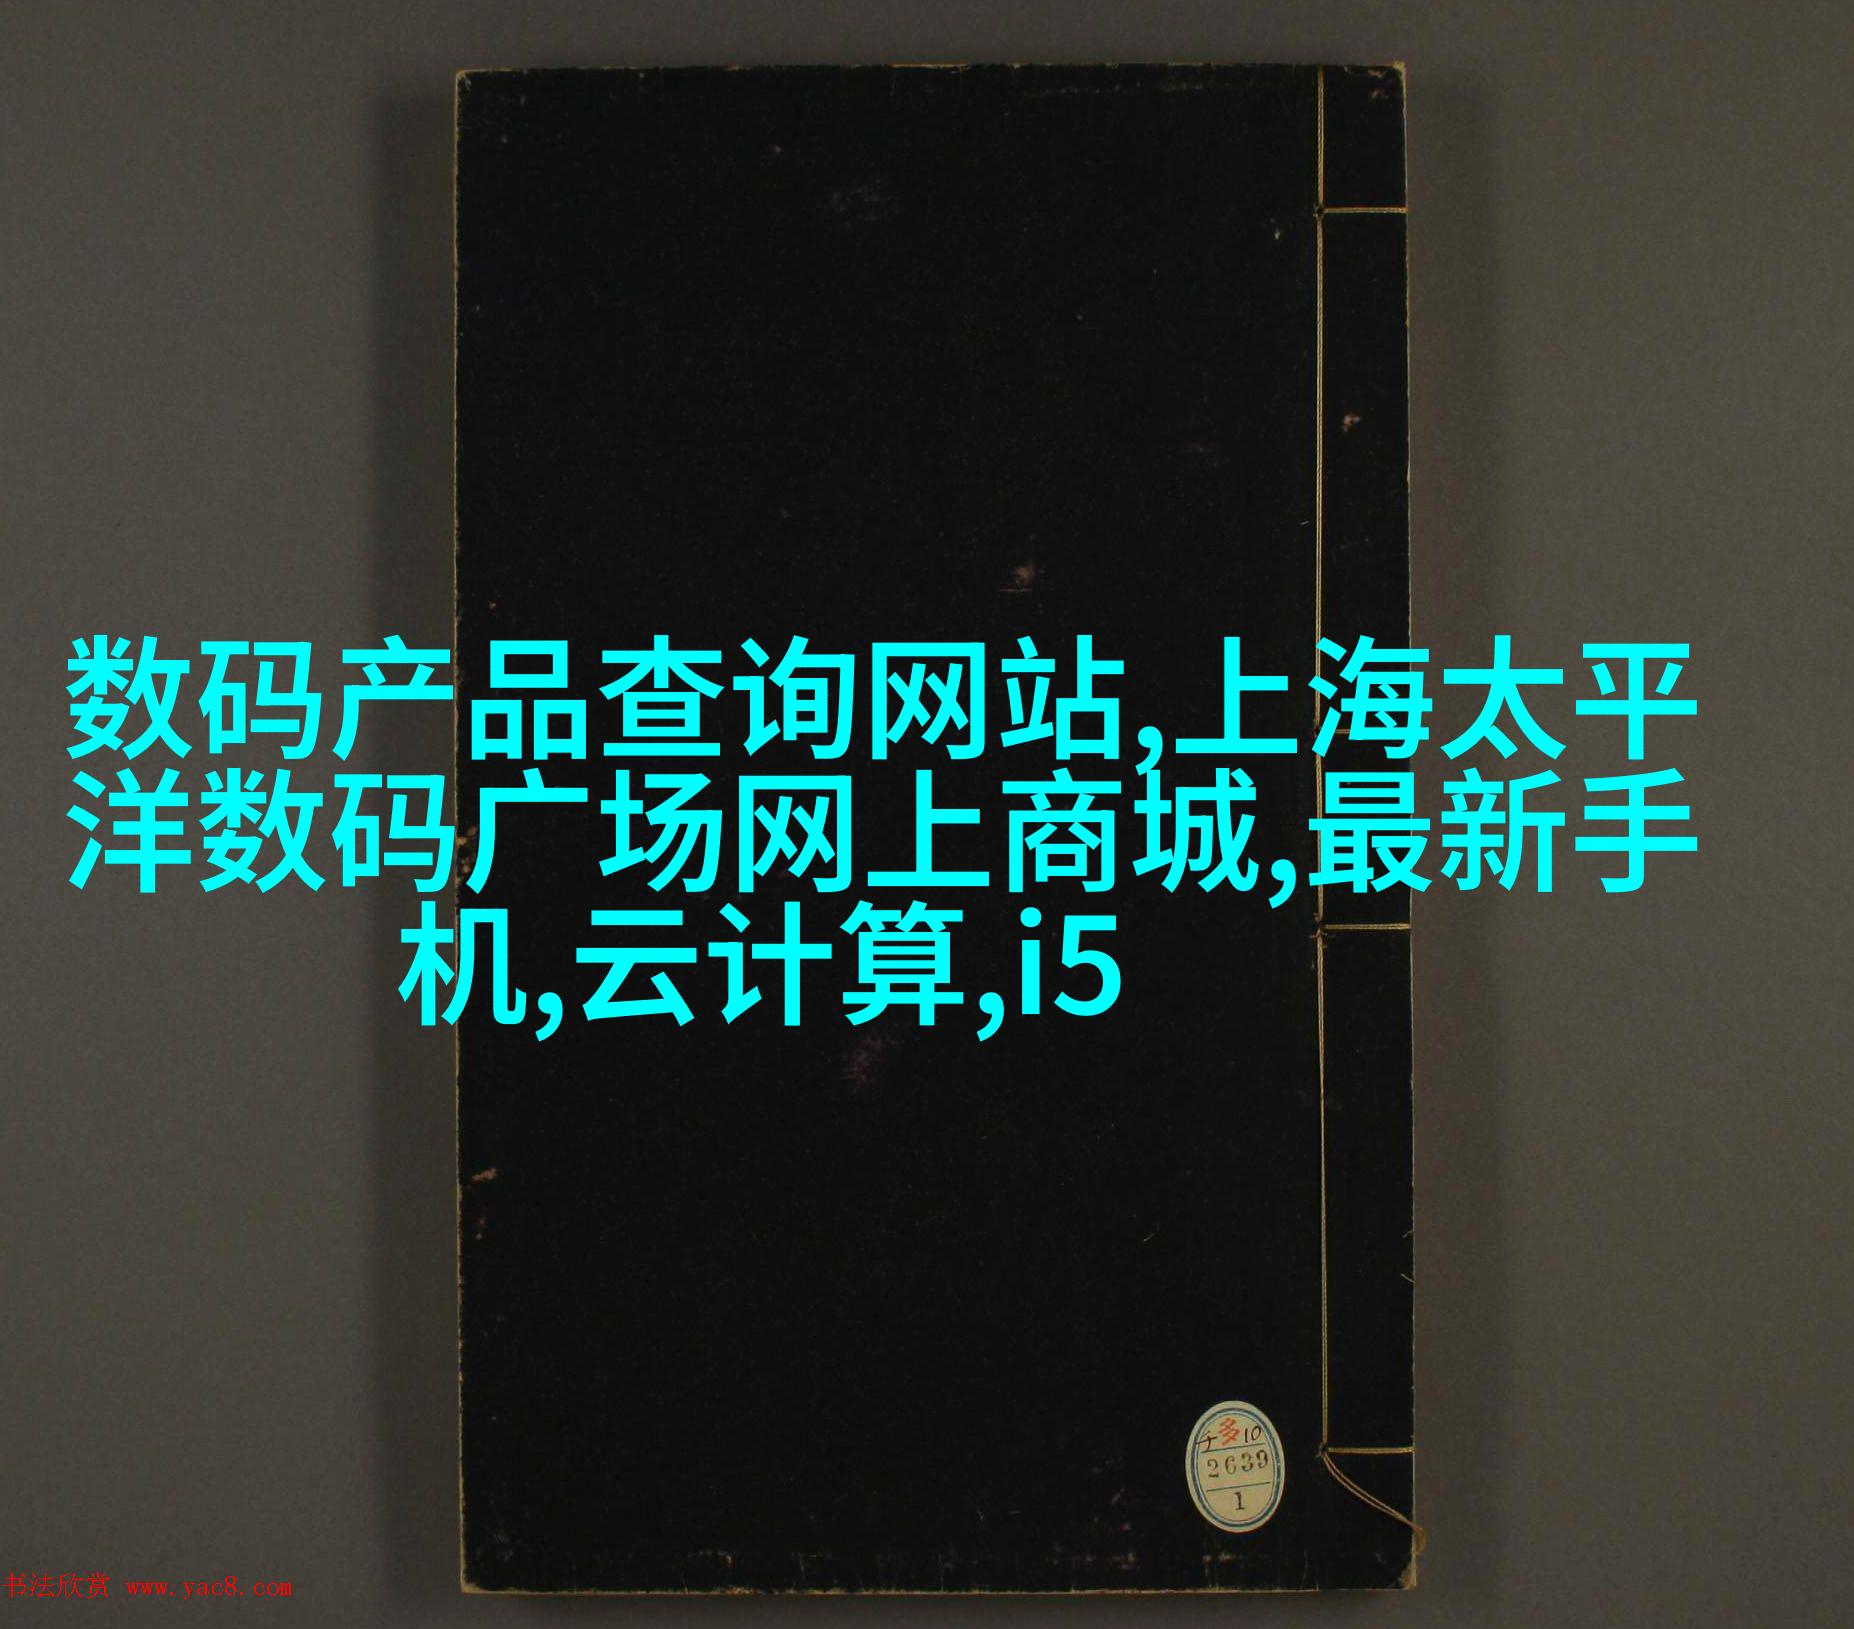 数码产品查询网站,上海太平
洋数码广场网上商城,最新手
机,云计算,i5
多10
2639
1
书法欣赏 www.yac8.com